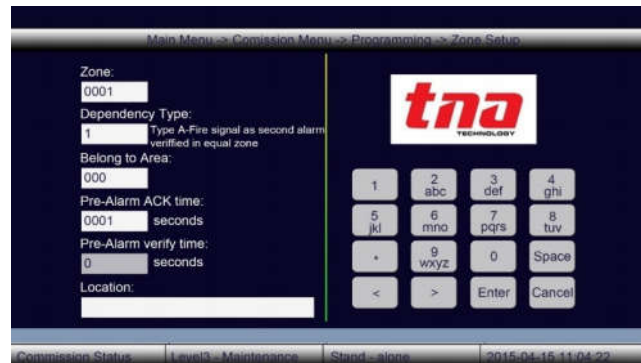 Main Menu -> Comission Menu -> Programming -> Zone Setup
Zone:
0001
Dependency Type:
1
Type A-Fire signal as second alarm
veriffied in equal zone
Belong to Area:
000
Pre-Alarm ACK time:
0001 seconds
Pre-Alarm verify time:
0 seconds
Location:
tna
TECHNOLOGY
1
2
abc
3
def
4
ghi
5
jkl
6
mno
7
pqrs
8
tuv
*
9
wxyz
0
Space
<
>
Enter
Cancel
Commission Status
Level3 - Maintenance
Stand - alone
2015-04-15 11:04:22